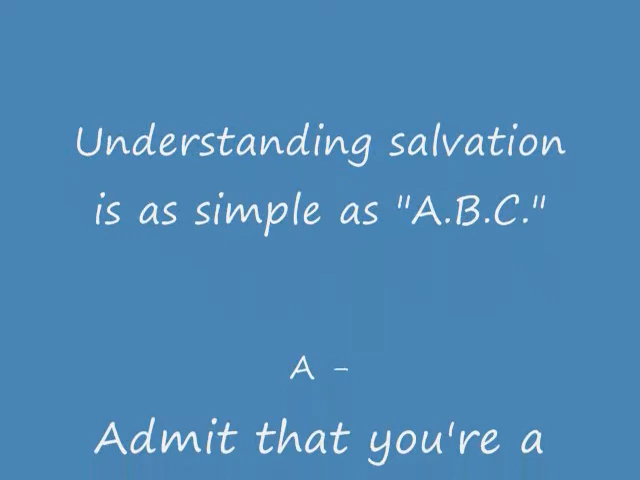 Understanding salvation
is as simple as "A.B.C."
A -
Admit that you're a